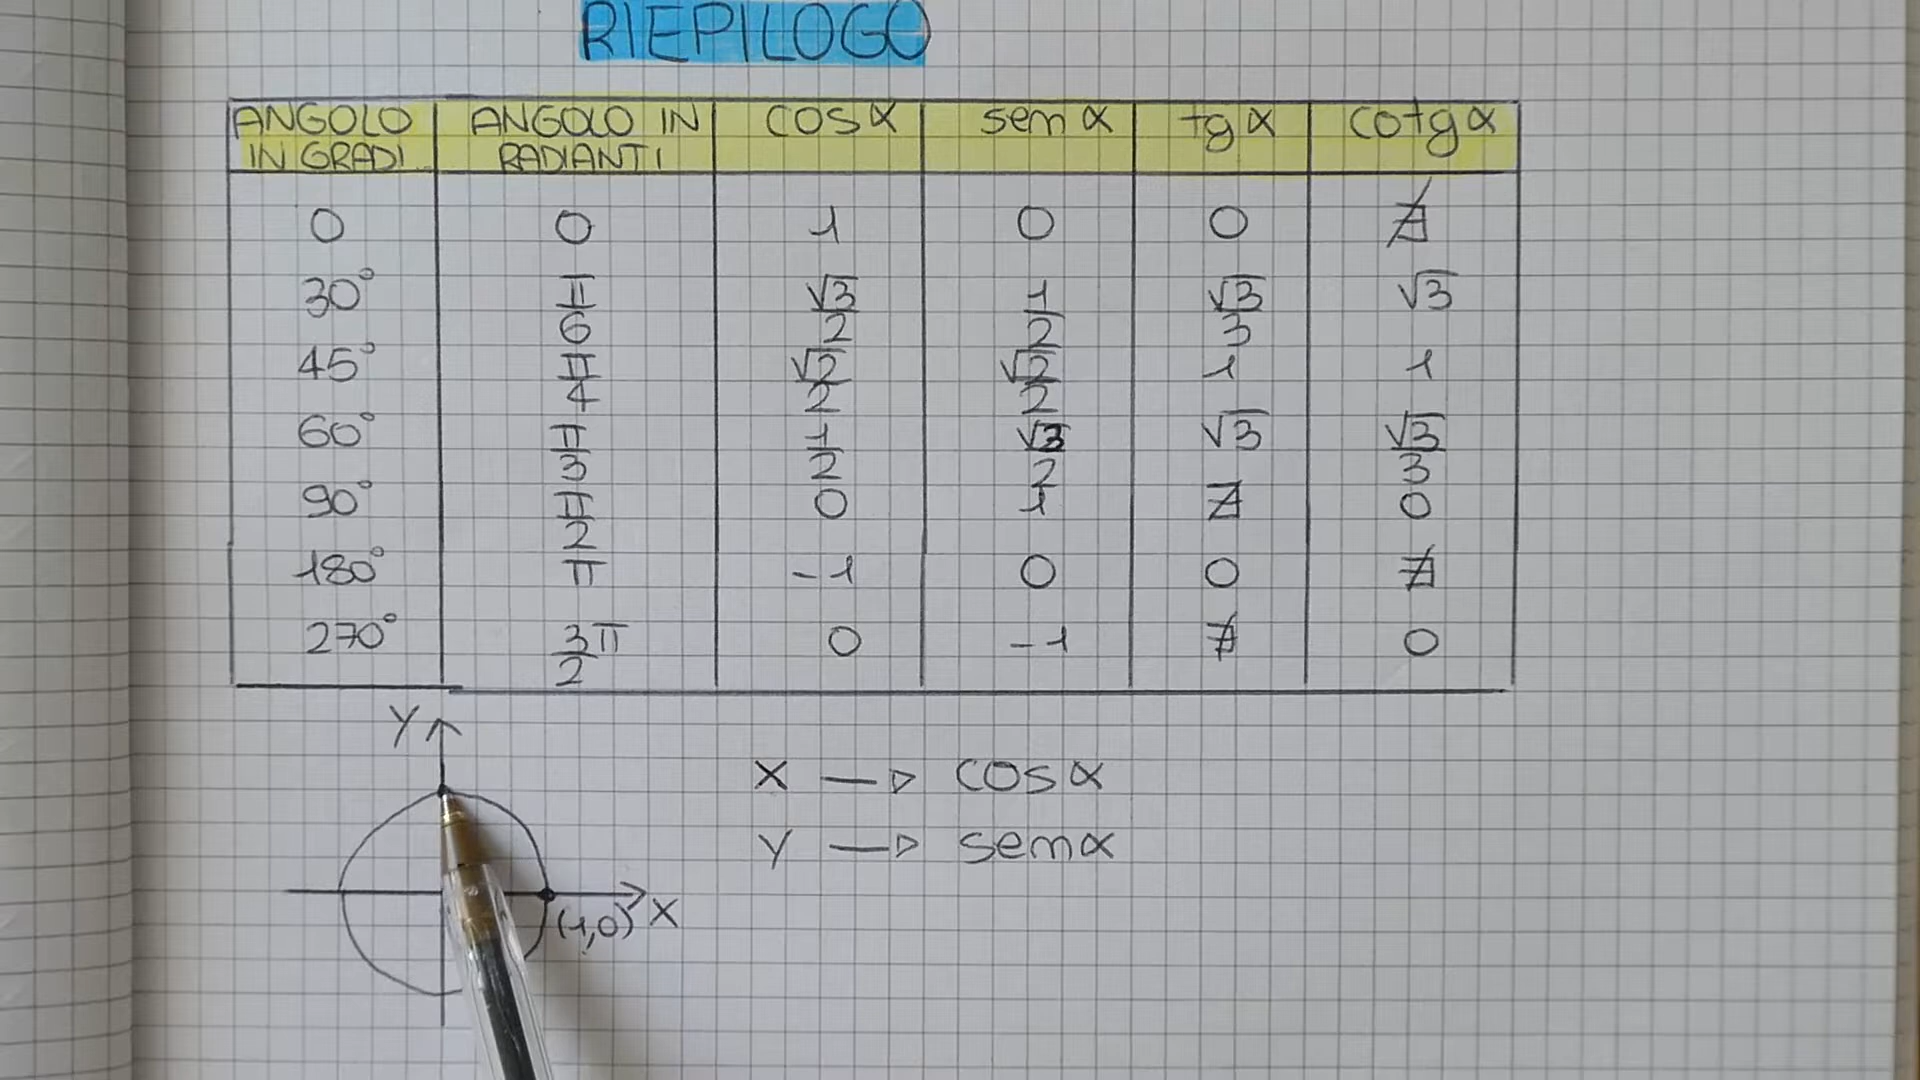 RIEPILOGO
ANGOLO IN GRADI ANGOLO IN RADIANTI cos α sen α tg α cotg α
0 0 1 0 0 ∄
30° π/6 √3/2 1/2 √3/3 √3
45° π/4 √2/2 √2/2 1 1
60° π/3 1/2 √3/2 √3 √3/3
90° π/2 0 1 ∄ 0
180° π -1 0 0 ∄
270° 3/2 π 0 -1 ∄ 0
Y
X → cos α
Y → sen α
(1,0) X